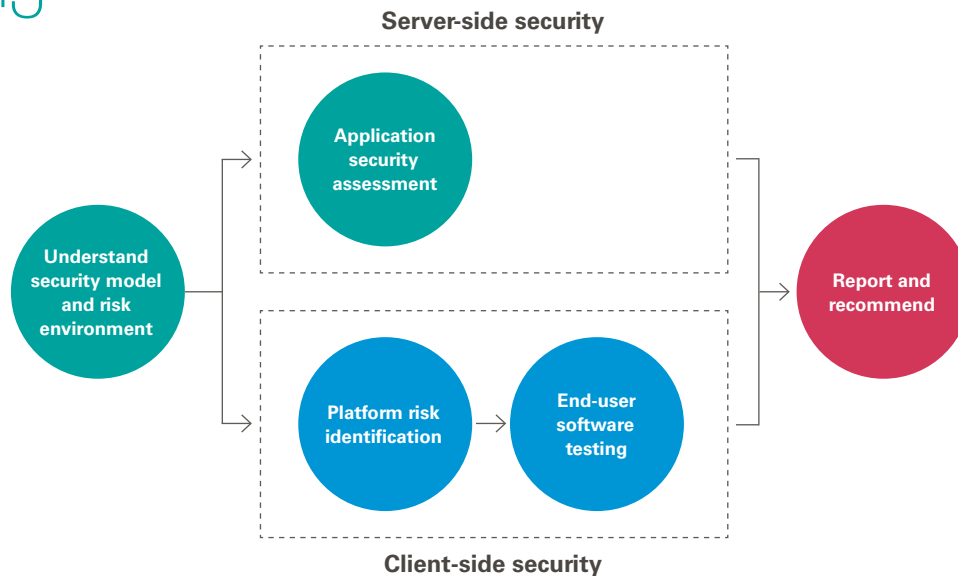 Server-side security
Application
security
assessment
Understand
security model
and risk
environment
Report and
recommend
Platform risk
identification
End-user
software
testing
Client-side security